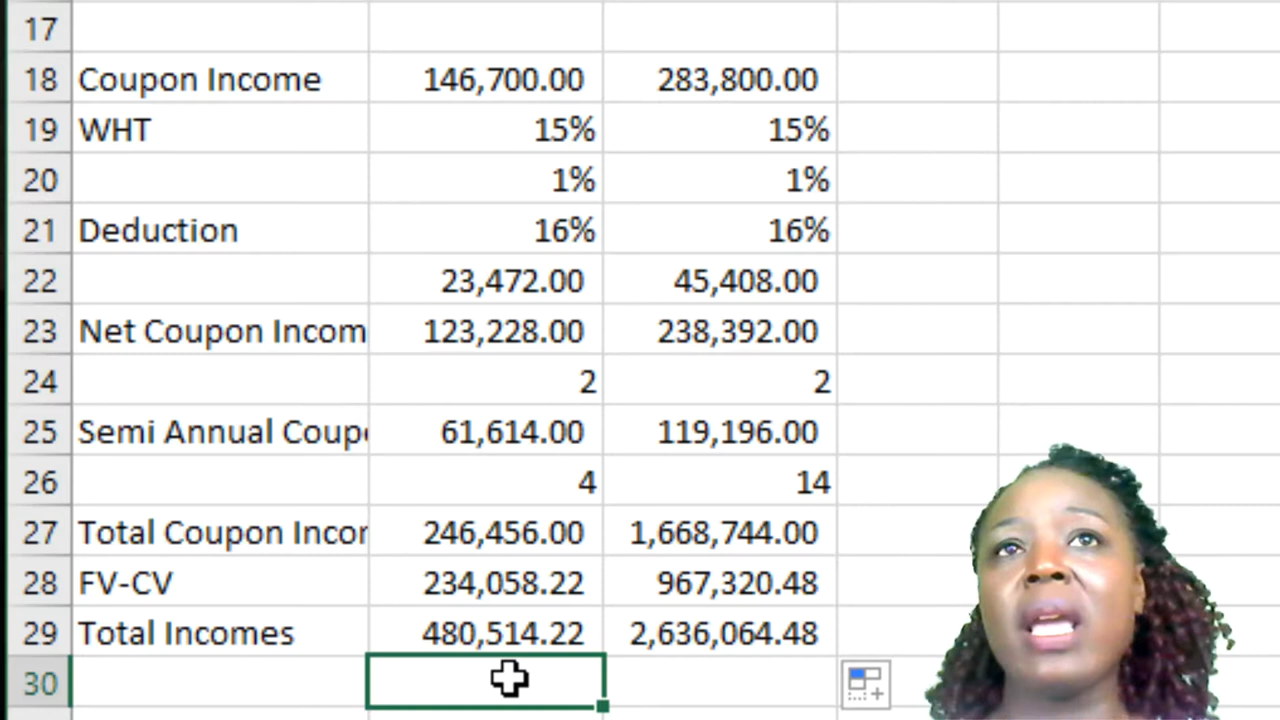 17
18 Coupon Income 146,700.00 283,800.00
19 WHT 15% 15%
20 1% 1%
21 Deduction 16% 16%
22 23,472.00 45,408.00
23 Net Coupon Incom 123,228.00 238,392.00
24 2 2
25 Semi Annual Coup 61,614.00 119,196.00
26 4 14
27 Total Coupon Incor 246,456.00 1,668,744.00
28 FV-CV 234,058.22 967,320.48
29 Total Incomes 480,514.22 2,636,064.48
30